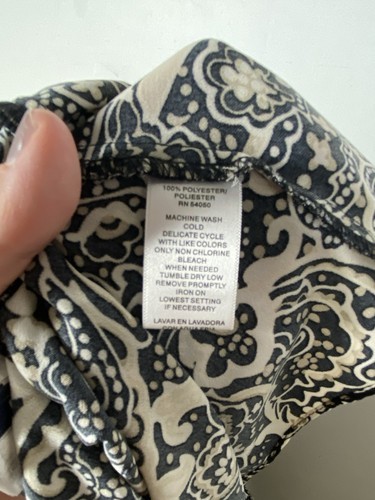 100% POLYESTER/
POLIESTER
RN 54050
MACHINE WASH
COLD
DELICATE CYCLE
WITH LIKE COLORS
ONLY NON CHLORINE
BLEACH
WHEN NEEDED
TUMBLE DRY LOW
REMOVE PROMPTLY
IRON ON
LOWEST SETTING
IF NECESSARY
LAVAR EN LAVADORA